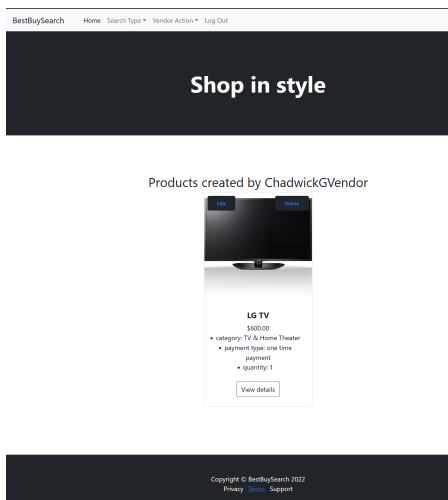 BestBuySearch Home Search Type Vendor Action Log Out
Shop in style
Products created by ChadwickGVendor
Edit Delete
LG TV
$600.00
• category: TV & Home Theater
• payment type: one time
payment
• quantity: 1
View details
Copyright © BestBuySearch 2022
Privacy Terms Support